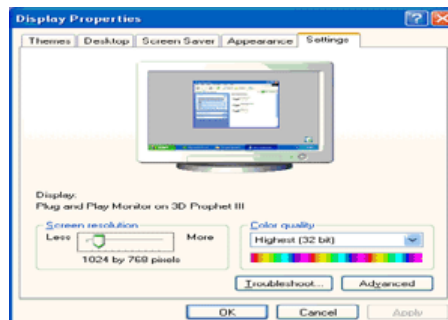 Display Properties
Themes Desktop Screen Saver Appearance Settings
Display:
Plug and Play Monitor on 3D Prophet III
Screen resolution
Less More
1024 by 768 pixels
Color quality
Highest (32 bit)
Troubleshoot... Advanced
OK Cancel Apply